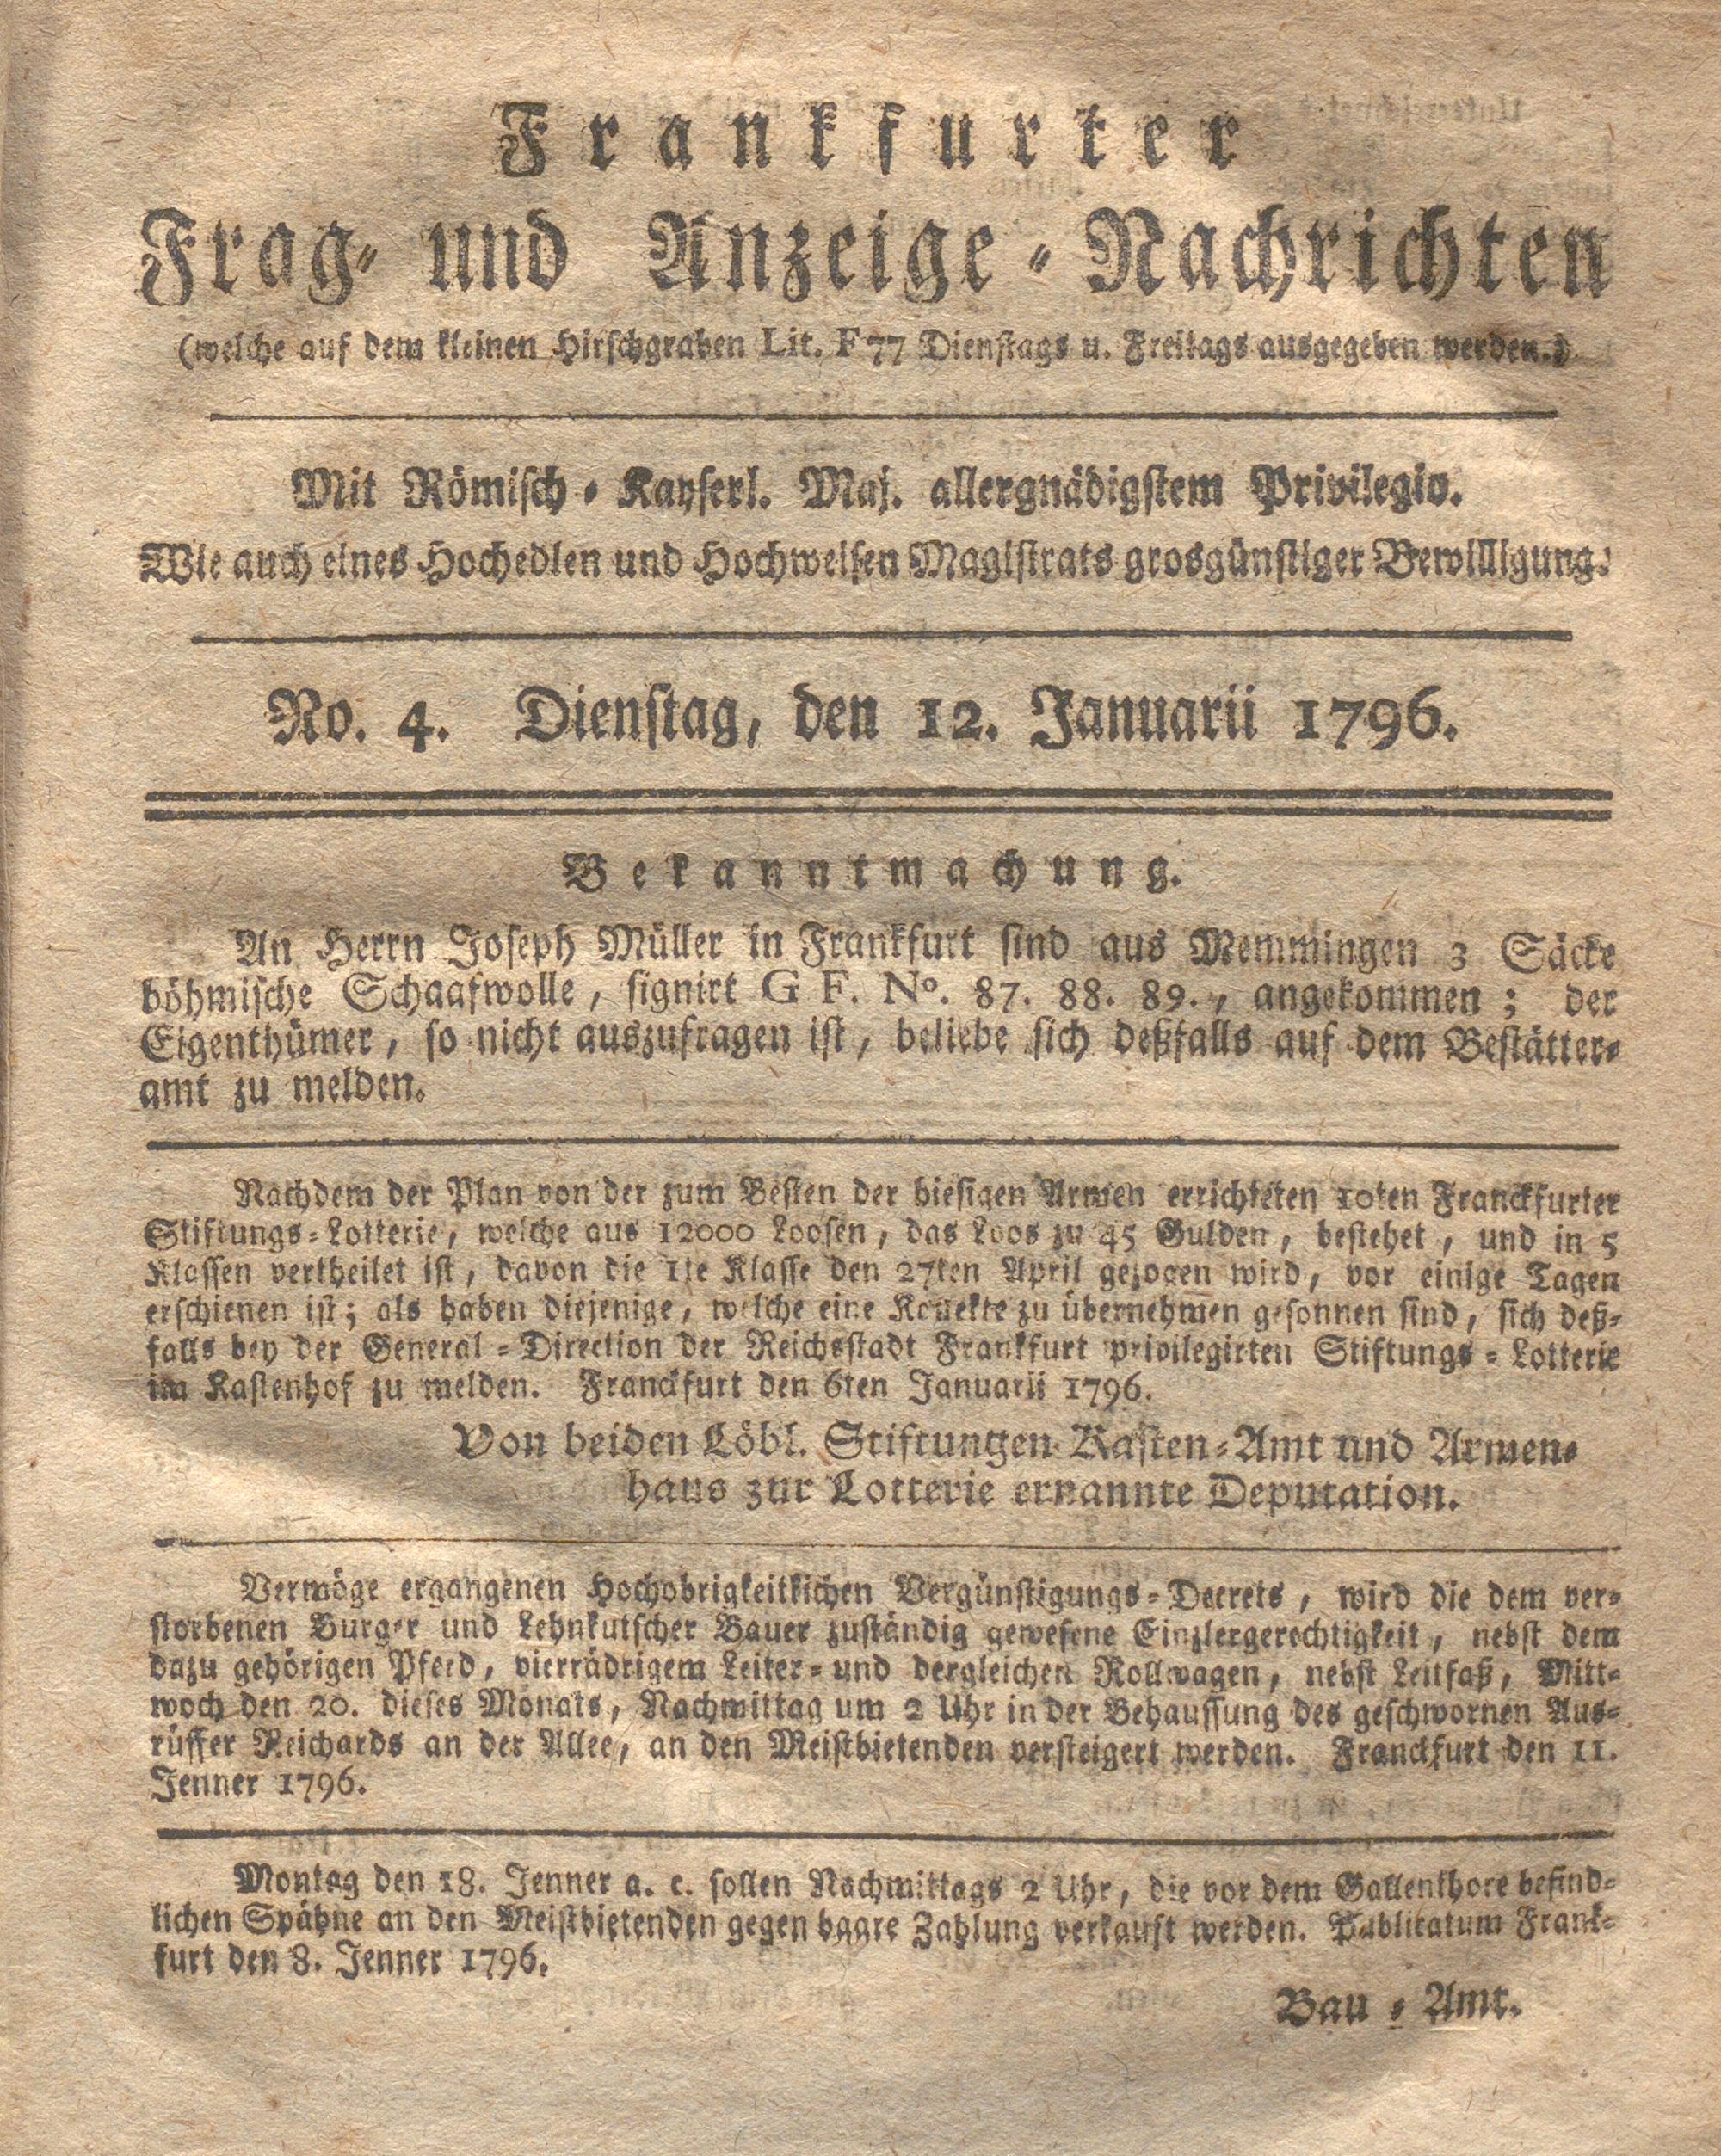 Frankfurter
Frag- und Anzeige-Nachrichten
(welche auf dem kleinen Hirschgraben Lit. F 77 Dienstags u. Freitags ausgegeben werden.)
Mit Römisch-Kayserl. Maj. allergnädigstem Privilegio.
Wie auch eines Hochedlen und Hochweisen Magistrats grosgünstiger Bewilligung.
No. 4. Dienstag, den 12. Januarii 1796.
Bekanntmachung.
An Herrn Joseph Müller in Frankfurt sind aus Memmingen 3 Säcke
böhmische Schaafwolle, signirt G F. No. 87. 88. 89., angekommen; der
Eigenthümer, so nicht auszufragen ist, beliebe sich deßfalls auf dem Bestätter-
amt zu melden.
Nachdem der Plan von der zum Besten der hiesigen Armen errichteten 10ten Franckfurter
Stiftungs-Lotterie, welche aus 12000 Loosen, das Loos zu 45 Gulden, bestehet, und in 5
Klassen vertheilet ist, davon die 1te Klasse den 27ten April gezogen wird, vor einige Tagen
erschienen ist; als haben diejenige, welche eine Kollekte zu übernehmen gesonnen sind, sich deß-
falls bey der General-Direction der Reichsstadt Frankfurt privilegirten Stiftungs-Lotterie
im Kastenhof zu melden. Franckfurt den 6ten Januarii 1796.
Von beiden Löbl. Stiftungen Kasten-Amt und Armen-
haus zur Lotterie ernannte Deputation.
Vermöge ergangenen Hochobrigkeitlichen Vergünstigungs-Decrets, wird die dem ver-
storbenen Burger und Lehnkutscher Bauer zuständig gewesene Einzlergerechtigkeit, nebst dem
dazu gehörigen Pferd, vierrädrigem Leiter- und dergleichen Rollwagen, nebst Leitfaß, Mitt-
woch den 20. dieses Monats, Nachmittag um 2 Uhr in der Behaussung des geschwornen Aus-
rüffer Reichards an der Allee, an den Meistbietenden versteigert werden. Franckfurt den 11.
Jenner 1796.
Montag den 18. Jenner a. c. sollen Nachmittags 2 Uhr, die vor dem Gallenthore befind-
lichen Spähne an den Meistbietenden gegen baare Zahlung verkauft werden. Publicatum Frank-
furt den 8. Jenner 1796.
Bau-Amt.